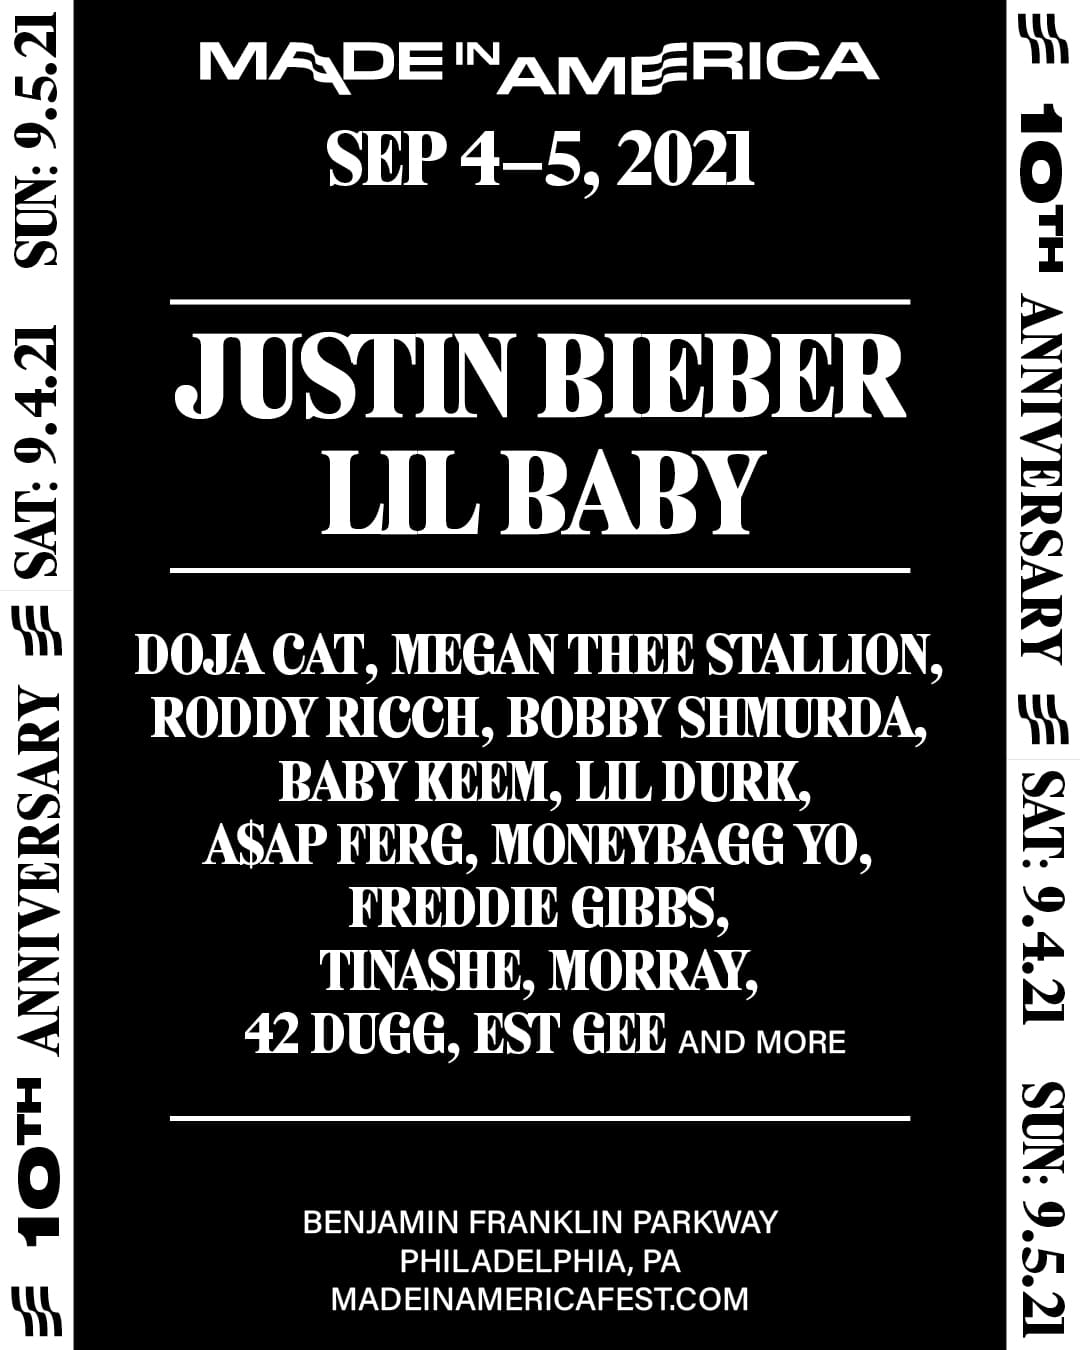 MADE IN AMERICA
SEP 4–5, 2021
JUSTIN BIEBER
LIL BABY
DOJA CAT, MEGAN THEE STALLION,
RODDY RICCH, BOBBY SHMURDA,
BABY KEEM, LIL DURK,
A$AP FERG, MONEYBAGG YO,
FREDDIE GIBBS,
TINASHE, MORRAY,
42 DUGG, EST GEE AND MORE
BENJAMIN FRANKLIN PARKWAY
PHILADELPHIA, PA
MADEINAMERICAFEST.COM
10TH ANNIVERSARY SAT: 9.4.21 SUN: 9.5.21
10TH ANNIVERSARY SAT: 9.4.21 SUN: 9.5.21